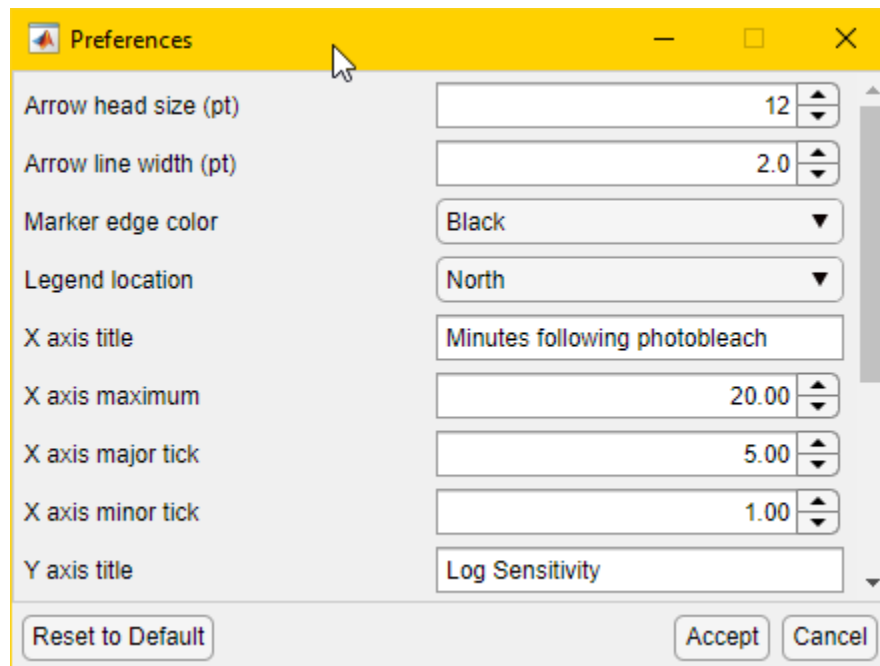 Preferences
Arrow head size (pt) 12
Arrow line width (pt) 2.0
Marker edge color Black
Legend location North
X axis title Minutes following photobleach
X axis maximum 20.00
X axis major tick 5.00
X axis minor tick 1.00
Y axis title Log Sensitivity
Reset to Default Accept Cancel